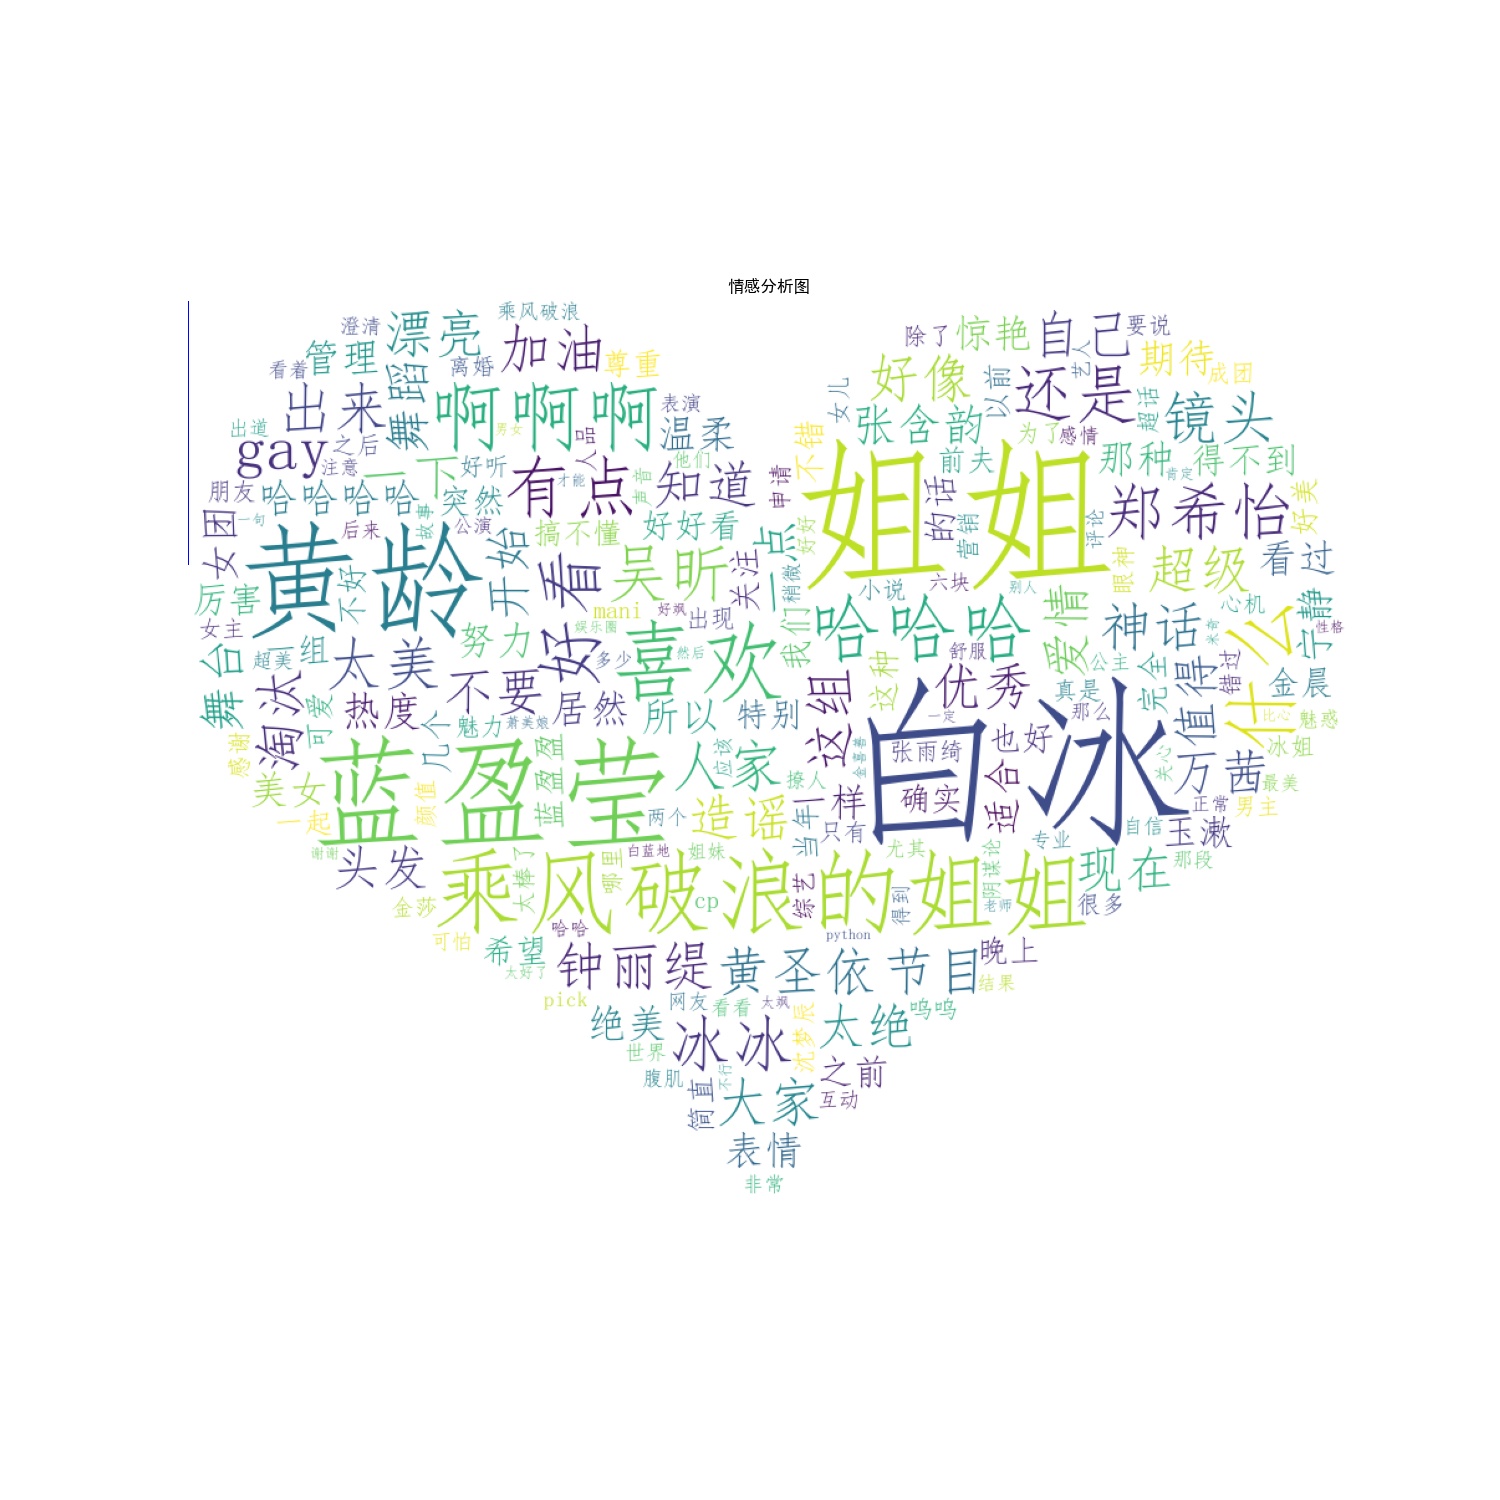 情感分析图
乘风破浪
澄清
漂亮
加油
除了
惊艳
自己
要说
管理
离婚
尊重
艺人
期待
看着
舞蹈
好像
以前
还是
成团
出来
啊啊啊
表演
女儿
超话
镜头
出道
男女
温柔
张含韵
为了
感情
gay
之后
人品
不错
注意
一下
好听
有点
他们
知道
姐姐
前夫
那种
得不到
朋友
哈哈哈哈
突然
才能
声音
申请
的话
肯定
郑希怡
好美
女团
一句
后来
故事
公演
搞不懂
好好看
一点
好好
营销
评论
黄龄
开始
好看
吴昕
关注
眼神
超级
看过
厉害
不好
稍微
小说
六块
别人
mani
好飒
出现
心机
什么
宁静
女主
努力
娱乐圈
喜欢
我们
哈哈哈
爱情
神话
米奇
性格
舞台
超美
一组
太美
多少
然后
这种
舒服
公主
错过
淘汰
可爱
热度
不要
居然
所以
特别
这组
优秀
真是
完全
值得
金晨
几个
魅力
萧美娘
一定
那么
比心
魅惑
感谢
蓝盈莹
蓝盈盈
人家
应该
金喜善
白冰
张雨绮
也好
关心
冰姐
美女
颜值
撩人
适合
万茜
最美
一起
两个
造谣
当年
一样
确实
正常
男主
只有
专业
自信
玉漱
谢谢
头发
太棒了
哪里
白蓝地
姐妹
尤其
阴谋论
现在
那段
乘风破浪的姐姐
金莎
cp
综艺
得到
老师
很多
可怕
哈哈
python
希望
大好了
钟丽缇
黄圣依
节目
晚上
结果
pick
网友
看看
太飒
绝美
冰冰
沈梦辰
太绝
呜呜
世界
腹肌
不行
之前
简直
大家
互动
表情
非常